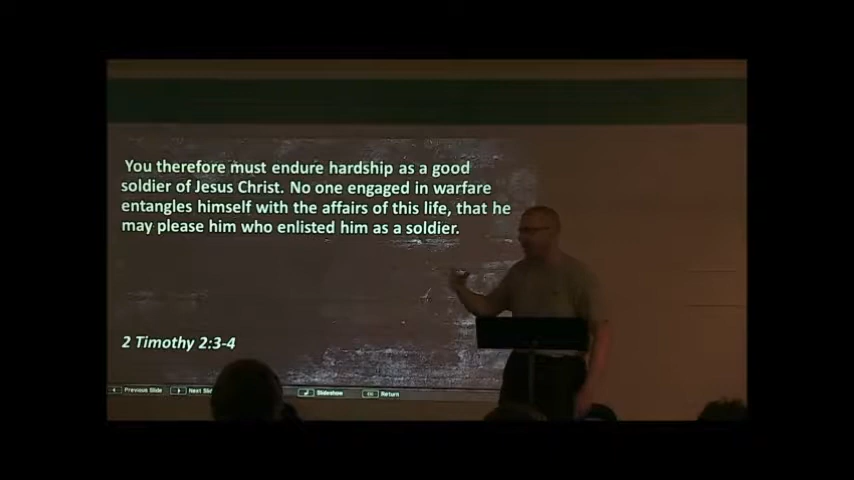 You therefore must endure hardship as a good
soldier of Jesus Christ. No one engaged in warfare
entangles himself with the affairs of this life, that he
may please him who enlisted him as a soldier.
2 Timothy 2:3-4
Previous Slide Next Slid Slideshow Return